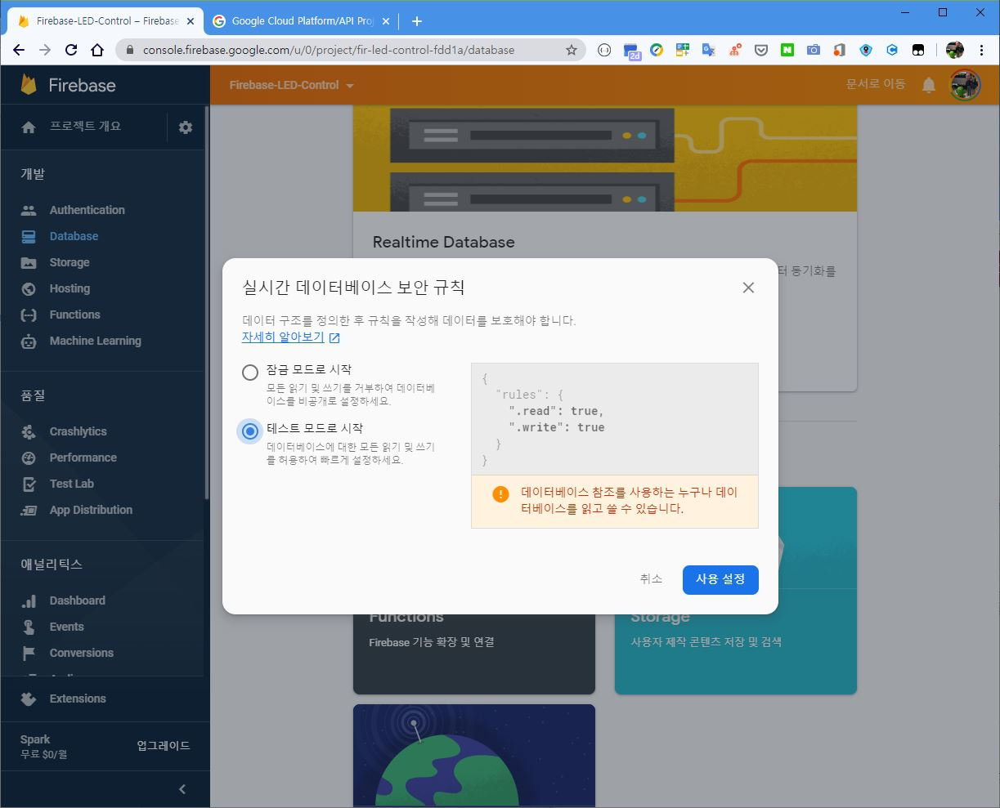 Firebase-LED-Control – Firebase
Google Cloud Platform/API Proj
console.firebase.google.com/u/0/project/fir-led-control-fdd1a/database
2d
Firebase
Firebase-LED-Control
문서로 이동
프로젝트 개요
개발
Authentication
Database
Storage
Hosting
Functions
Machine Learning
품질
Crashlytics
Performance
Test Lab
App Distribution
애널리틱스
Dashboard
Events
Conversions
Extensions
Spark
무료 $0/월
업그레이드
Realtime Database
터 동기화를
실시간 데이터베이스 보안 규칙
데이터 구조를 정의한 후 규칙을 작성해 데이터를 보호해야 합니다.
자세히 알아보기
잠금 모드로 시작
모든 읽기 및 쓰기를 거부하여 데이터베
이스를 비공개로 설정하세요.
테스트 모드로 시작
데이터베이스에 대한 모든 읽기 및 쓰기
를 허용하여 빠르게 설정하세요.
{
"rules": {
".read": true,
".write": true
}
}
데이터베이스 참조를 사용하는 누구나 데이
터베이스를 읽고 쓸 수 있습니다.
취소
사용 설정
Functions
Firebase 기능 확장 및 연결
Storage
사용자 제작 콘텐츠 저장 및 검색